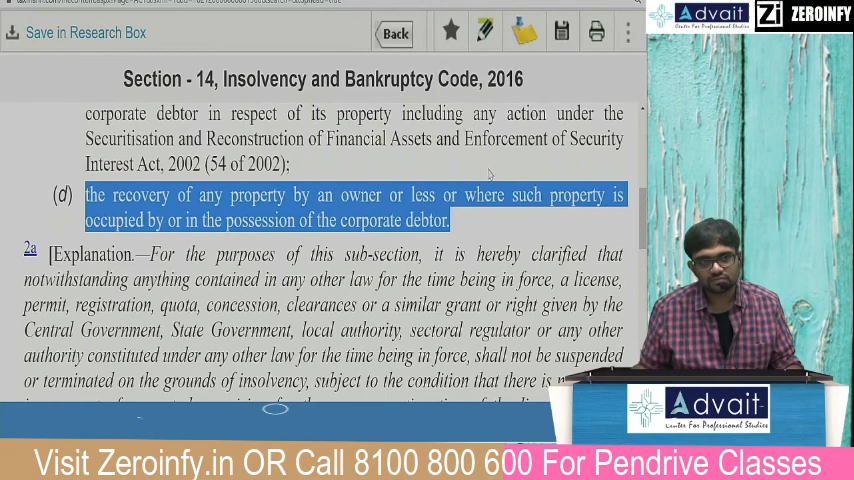 Save in Research Box
Back
Advait
Center For Professional Studies
Zi ZEROINFY
Section - 14, Insolvency and Bankruptcy Code, 2016
corporate debtor in respect of its property including any action under the
Securitisation and Reconstruction of Financial Assets and Enforcement of Security
Interest Act, 2002 (54 of 2002);
(d) the recovery of any property by an owner or less or where such property is
occupied by or in the possession of the corporate debtor.
2a [Explanation.—For the purposes of this sub-section, it is hereby clarified that
notwithstanding anything contained in any other law for the time being in force, a license,
permit, registration, quota, concession, clearances or a similar grant or right given by the
Central Government, State Government, local authority, sectoral regulator or any other
authority constituted under any other law for the time being in force, shall not be suspended
or terminated on the grounds of insolvency, subject to the condition that there is
Advait
Center For Professional Studies
Visit Zeroinfy.in OR Call 8100 800 600 For Pendrive Classes